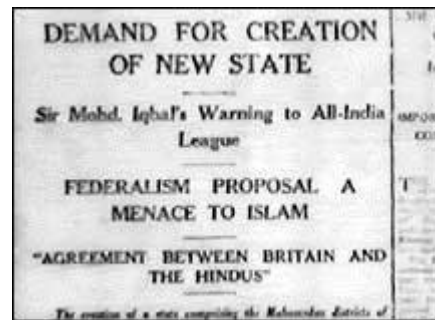 DEMAND FOR CREATION
OF NEW STATE
Sir Mohd. Iqbal's Warning to All-India
League
FEDERALISM PROPOSAL A
MENACE TO ISLAM
"AGREEMENT BETWEEN BRITAIN AND
THE HINDUS"
The creation of a state comprising the Mahomedan districts of